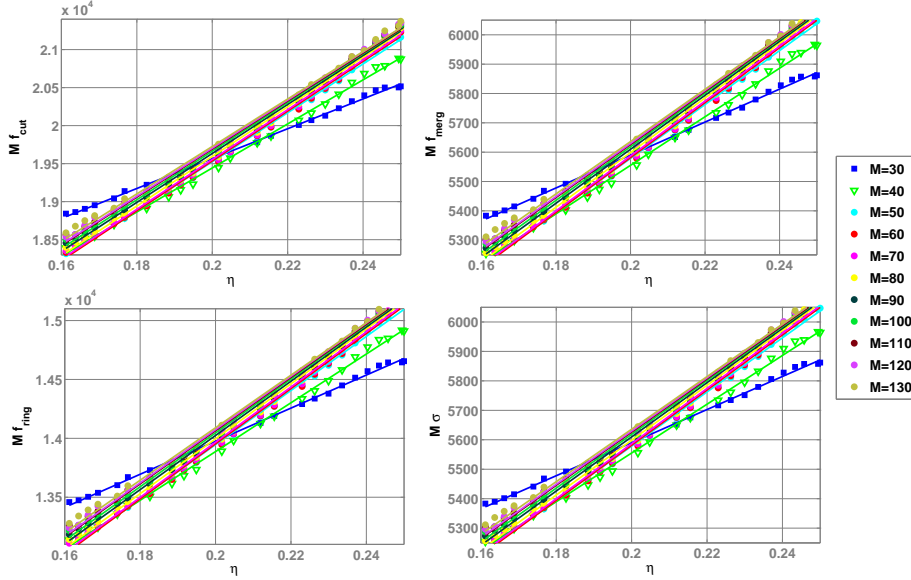 x 10⁴
2.1
2.05
2
1.95
1.9
1.85
0.16
0.18
0.2
0.22
0.24
M f_cut
η
6000
5900
5800
5700
5600
5500
5400
5300
0.16
0.18
0.2
0.22
0.24
M f_merg
η
x 10⁴
1.5
1.45
1.4
1.35
0.16
0.18
0.2
0.22
0.24
M f_ring
η
6000
5900
5800
5700
5600
5500
5400
5300
0.16
0.18
0.2
0.22
0.24
M σ
η
M=30
M=40
M=50
M=60
M=70
M=80
M=90
M=100
M=110
M=120
M=130